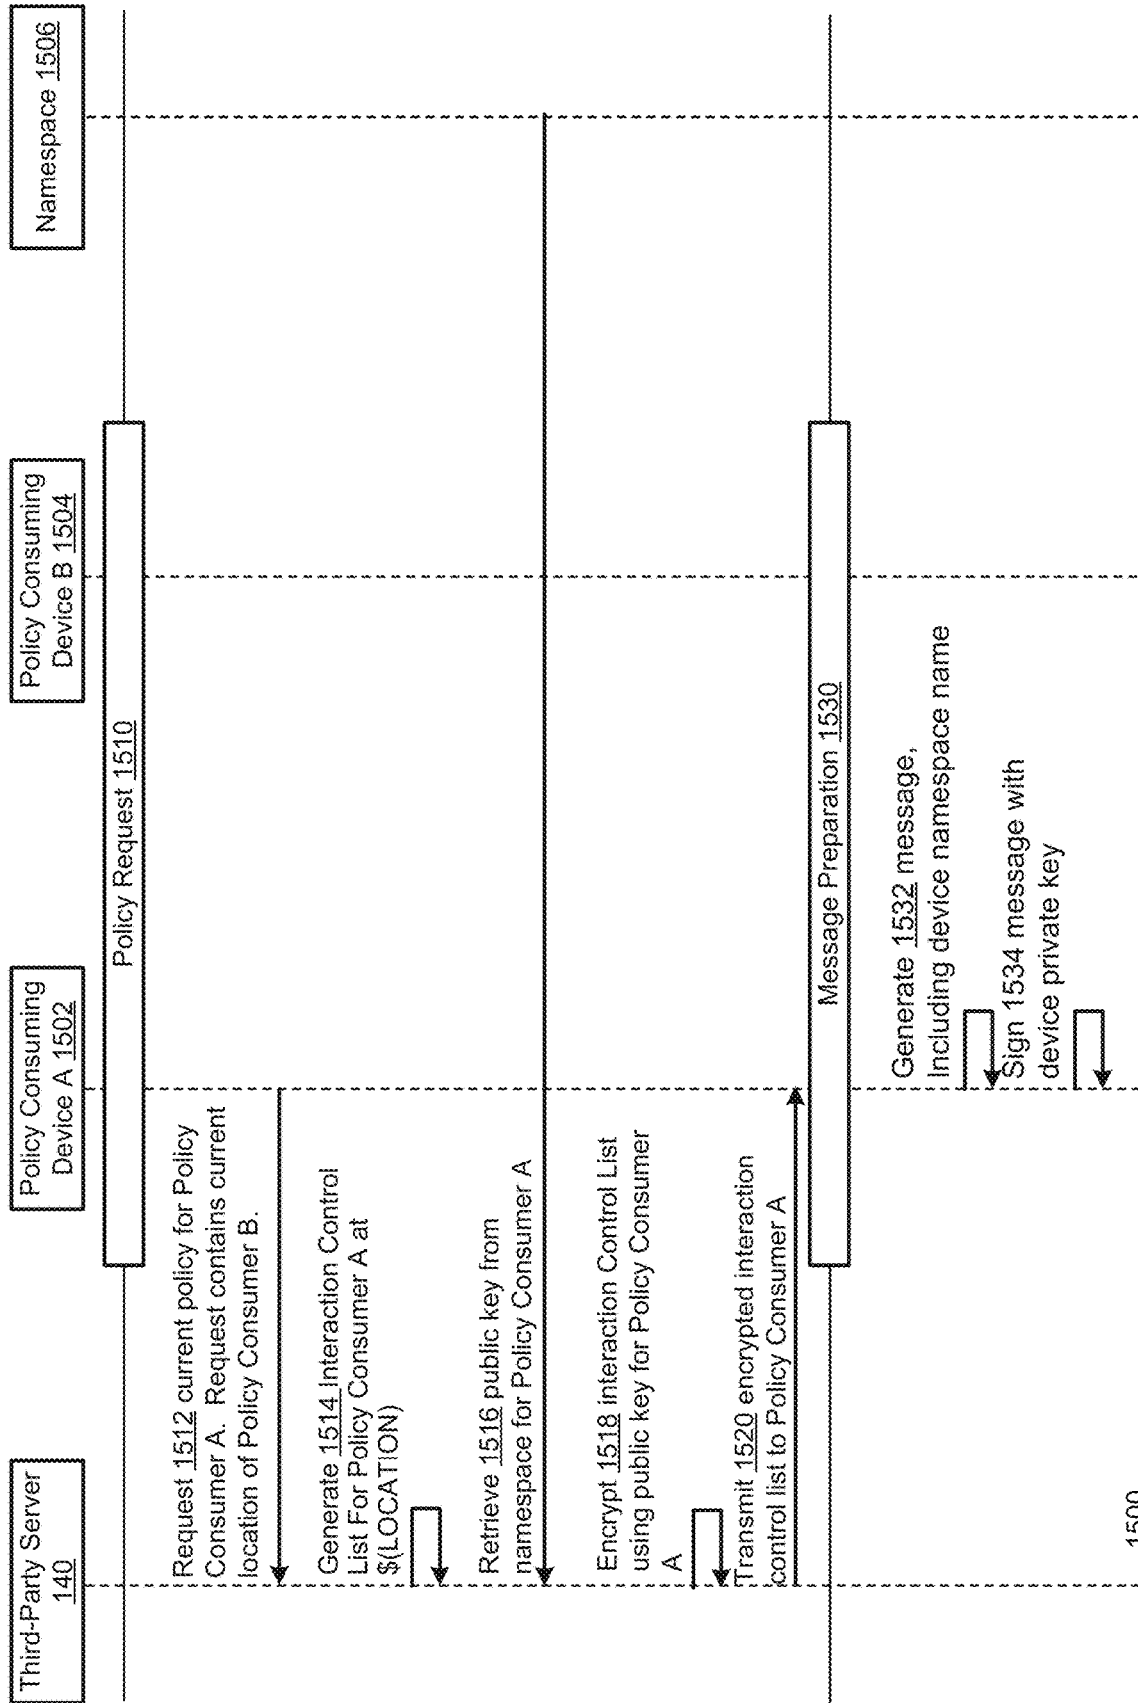 Third-Party Server
140
Policy Consuming
Device A 1502
Policy Consuming
Device B 1504
Namespace 1506
Policy Request 1510
Request 1512 current policy for Policy
Consumer A. Request contains current
location of Policy Consumer B.
Generate 1514 Interaction Control
List For Policy Consumer A at
$(LOCATION)
Retrieve 1516 public key from
namespace for Policy Consumer A
Encrypt 1518 interaction Control List
using public key for Policy Consumer
A
Transmit 1520 encrypted interaction
control list to Policy Consumer A
Message Preparation 1530
Generate 1532 message,
Including device namespace name
Sign 1534 message with
device private key
1500